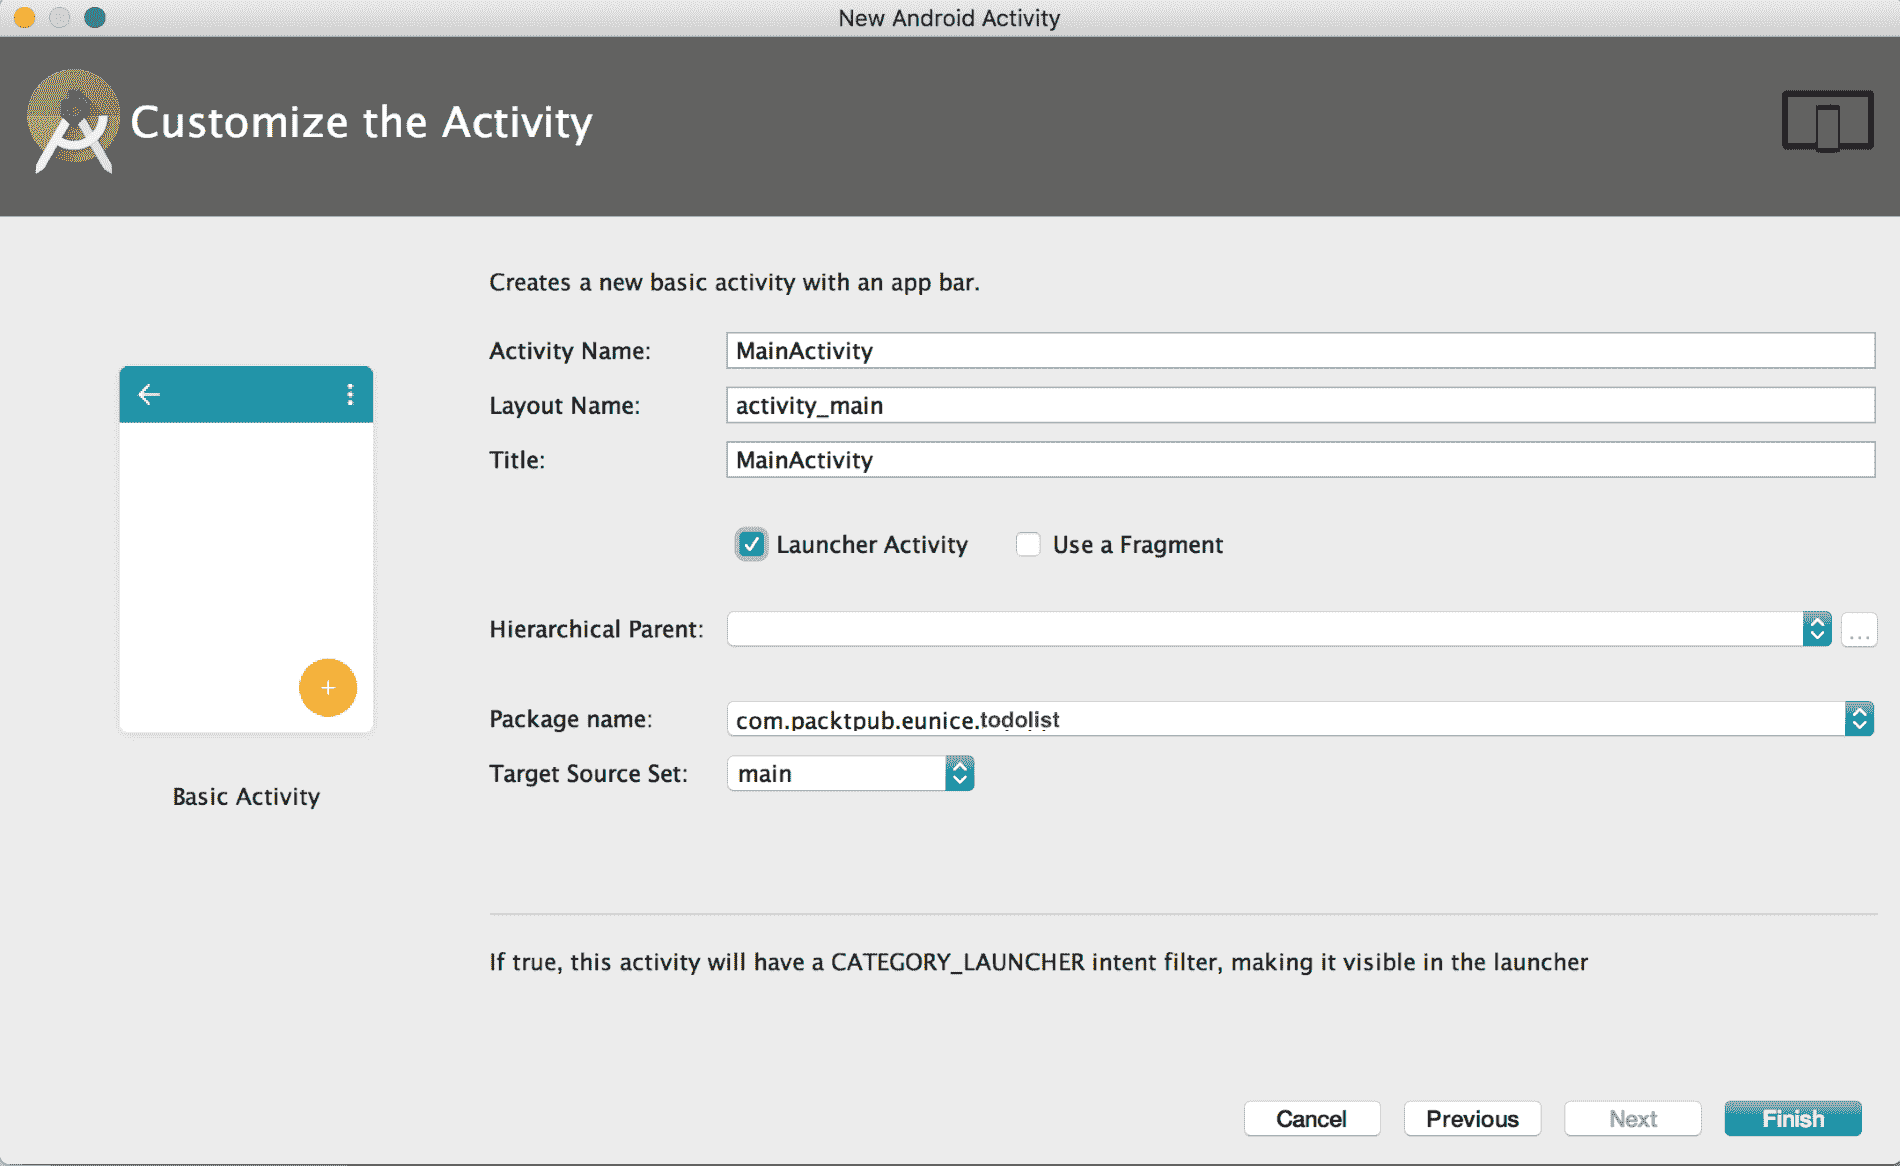 New Android Activity
Customize the Activity
Creates a new basic activity with an app bar.
Activity Name: MainActivity
Layout Name: activity_main
Title: MainActivity
Launcher Activity Use a Fragment
Hierarchical Parent: ...
Package name: com.packtpub.eunice.todolist
Target Source Set: main
Basic Activity
If true, this activity will have a CATEGORY_LAUNCHER intent filter, making it visible in the launcher
Cancel Previous Next Finish